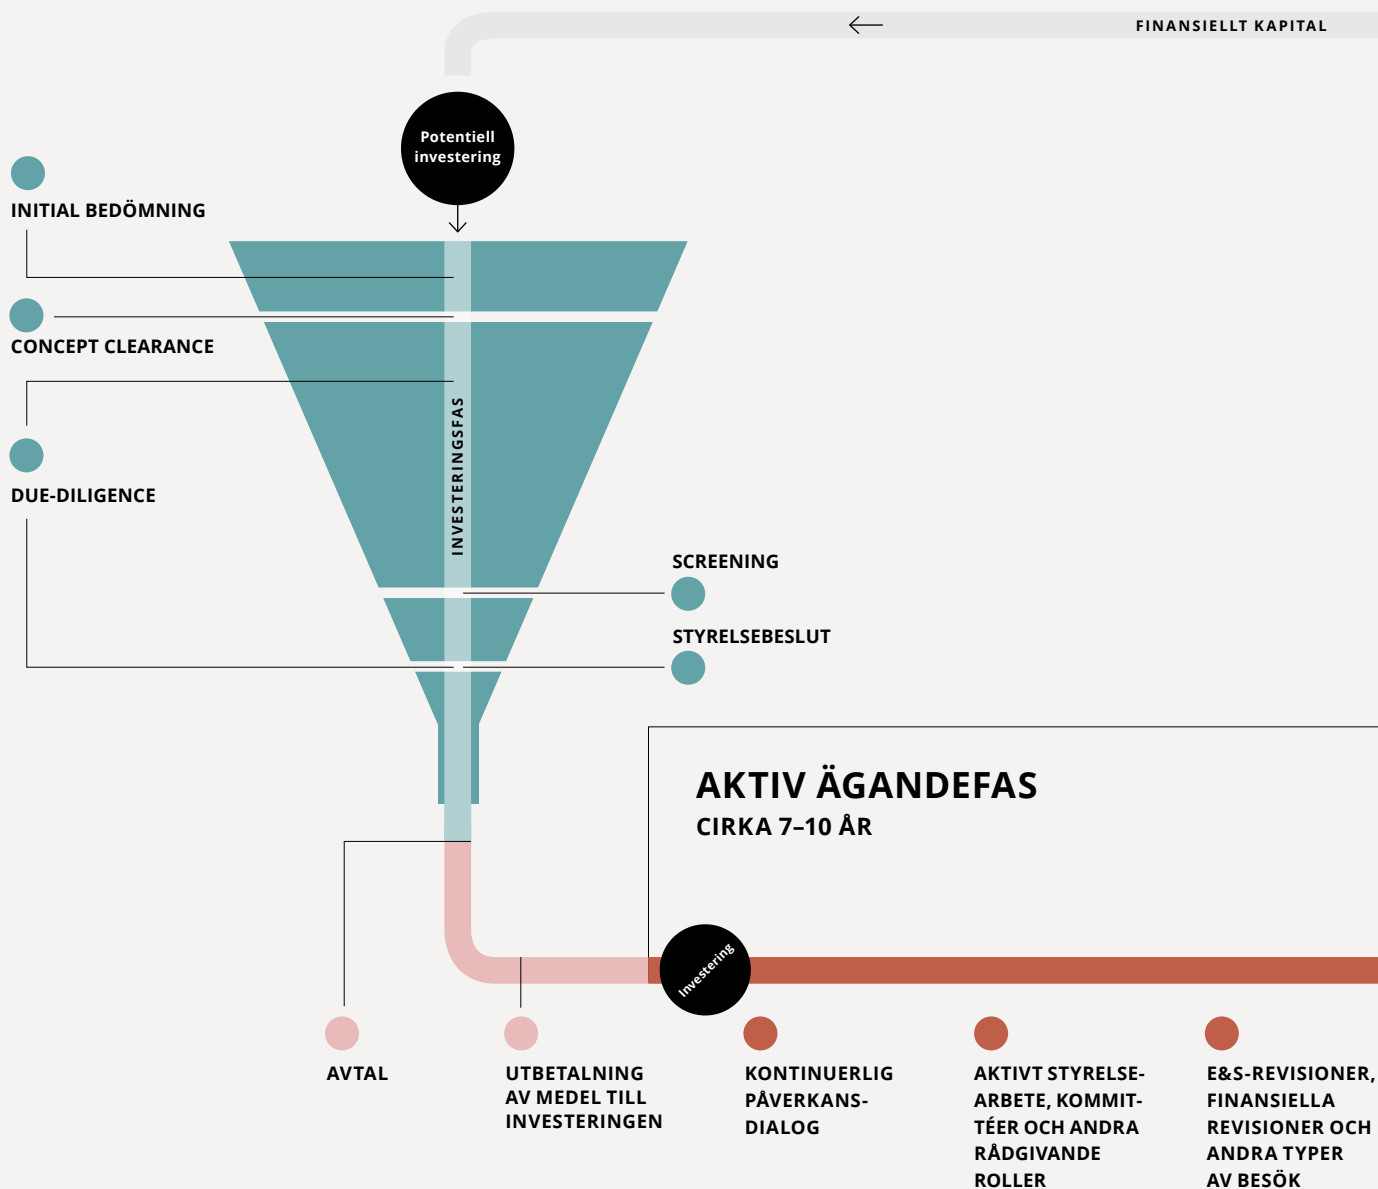 FINANSIELLT KAPITAL
Potentiell
investering
INITIAL BEDÖMNING
CONCEPT CLEARANCE
DUE-DILIGENCE
INVESTERINGSFAS
SCREENING
STYRELSEBESLUT
AKTIV ÄGANDEFAS
CIRKA 7–10 ÅR
Investering
AVTAL
UTBETALNING
AV MEDEL TILL
INVESTERINGEN
KONTINUERLIG
PÅVERKANS-
DIALOG
AKTIVT STYRELSE-
ARBETE, KOMMIT-
TÉER OCH ANDRA
RÅDGIVANDE
ROLLER
E&S-REVISIONER,
FINANSIELLA
REVISIONER OCH
ANDRA TYPER
AV BESÖK